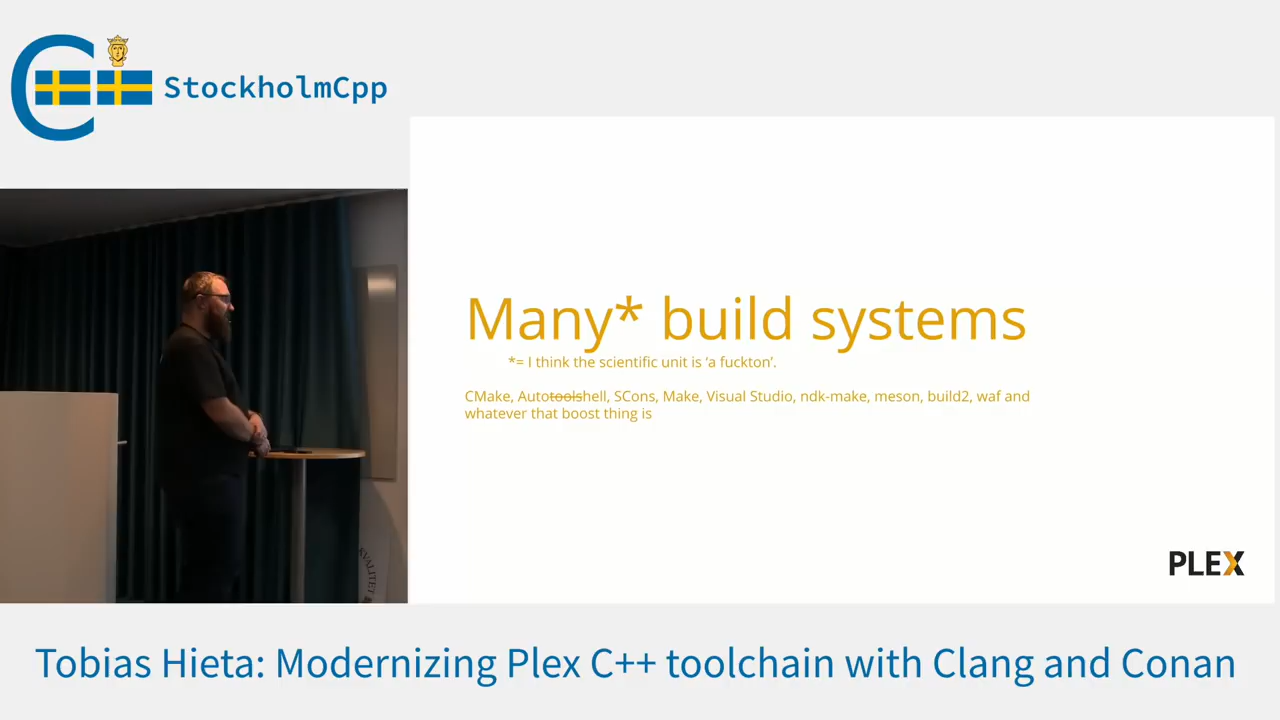 StockholmCpp
Many* build systems
*= I think the scientific unit is ‘a fuckton’.
CMake, Autotoolshell, SCons, Make, Visual Studio, ndk-make, meson, build2, waf and
whatever that boost thing is
KVALITET
PLEX
Tobias Hieta: Modernizing Plex C++ toolchain with Clang and Conan